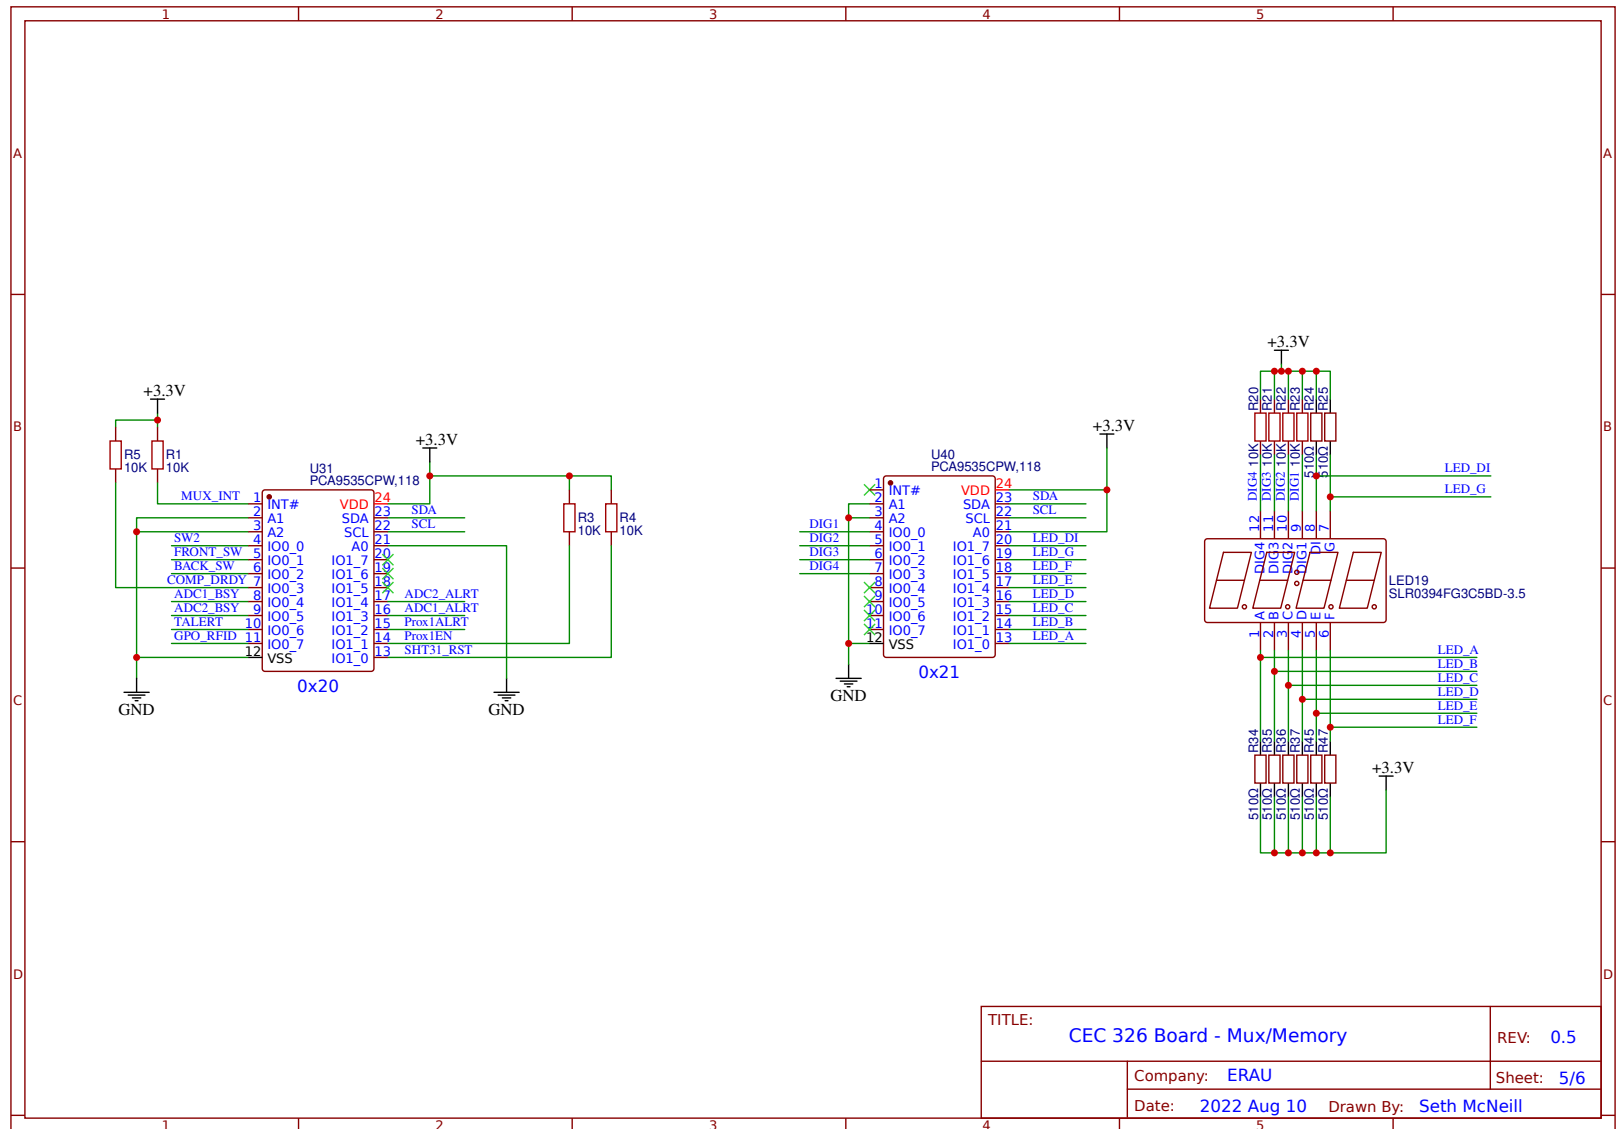 1 2 3 4 5
A A
B B
C C
D D
1 2 3 4 5
+3.3V
R5
10K
R1
10K
MUX_INT
SW2
FRONT_SW
BACK_SW
COMP_DRDY
ADC1_BSY
ADC2_BSY
TALERT
GPO_RFID
U31
PCA9535CPW,118
1 INT#
2 A1
3 A2
4 IO0_0
5 IO0_1
6 IO0_2
7 IO0_3
8 IO0_4
9 IO0_5
10 IO0_6
11 IO0_7
12 VSS
VDD 24
SDA 23
SCL 22
A0 21
IO1_7 20
IO1_6 19
IO1_5 18
IO1_4 17
IO1_3 16
IO1_2 15
IO1_1 14
IO1_0 13
0x20
GND
+3.3V
SDA
SCL
ADC2_ALRT
ADC1_ALRT
Prox1ALRT
Prox1EN
SHT31_RST
R3
10K
R4
10K
GND
U40
PCA9535CPW,118
DIG1
DIG2
DIG3
DIG4
1 INT#
2 A1
3 A2
4 IO0_0
5 IO0_1
6 IO0_2
7 IO0_3
8 IO0_4
9 IO0_5
10 IO0_6
11 IO0_7
12 VSS
VDD 24
SDA 23
SCL 22
A0 21
IO1_7 20
IO1_6 19
IO1_5 18
IO1_4 17
IO1_3 16
IO1_2 15
IO1_1 14
IO1_0 13
0x21
GND
+3.3V
SDA
SCL
LED_DI
LED_G
LED_F
LED_E
LED_D
LED_C
LED_B
LED_A
+3.3V
R20 R21 R22 R23 R24 R25
10K 10K 10K 10K 510Ω 510Ω
DIG4 DIG3 DIG2 DIG1
LED_DI
LED_G
12 11 10 9 8 7
DIG4 DIG3 DIG2 DIG1 DI G
LED19
SLR0394FG3C5BD-3.5
A B C D E F
1 2 3 4 5 6
LED_A
LED_B
LED_C
LED_D
LED_E
LED_F
R34 R35 R36 R37 R45 R47
510Ω 510Ω 510Ω 510Ω 510Ω 510Ω
+3.3V
TITLE:
CEC 326 Board - Mux/Memory
REV: 0.5
Company: ERAU
Sheet: 5/6
Date: 2022 Aug 10 Drawn By: Seth McNeill